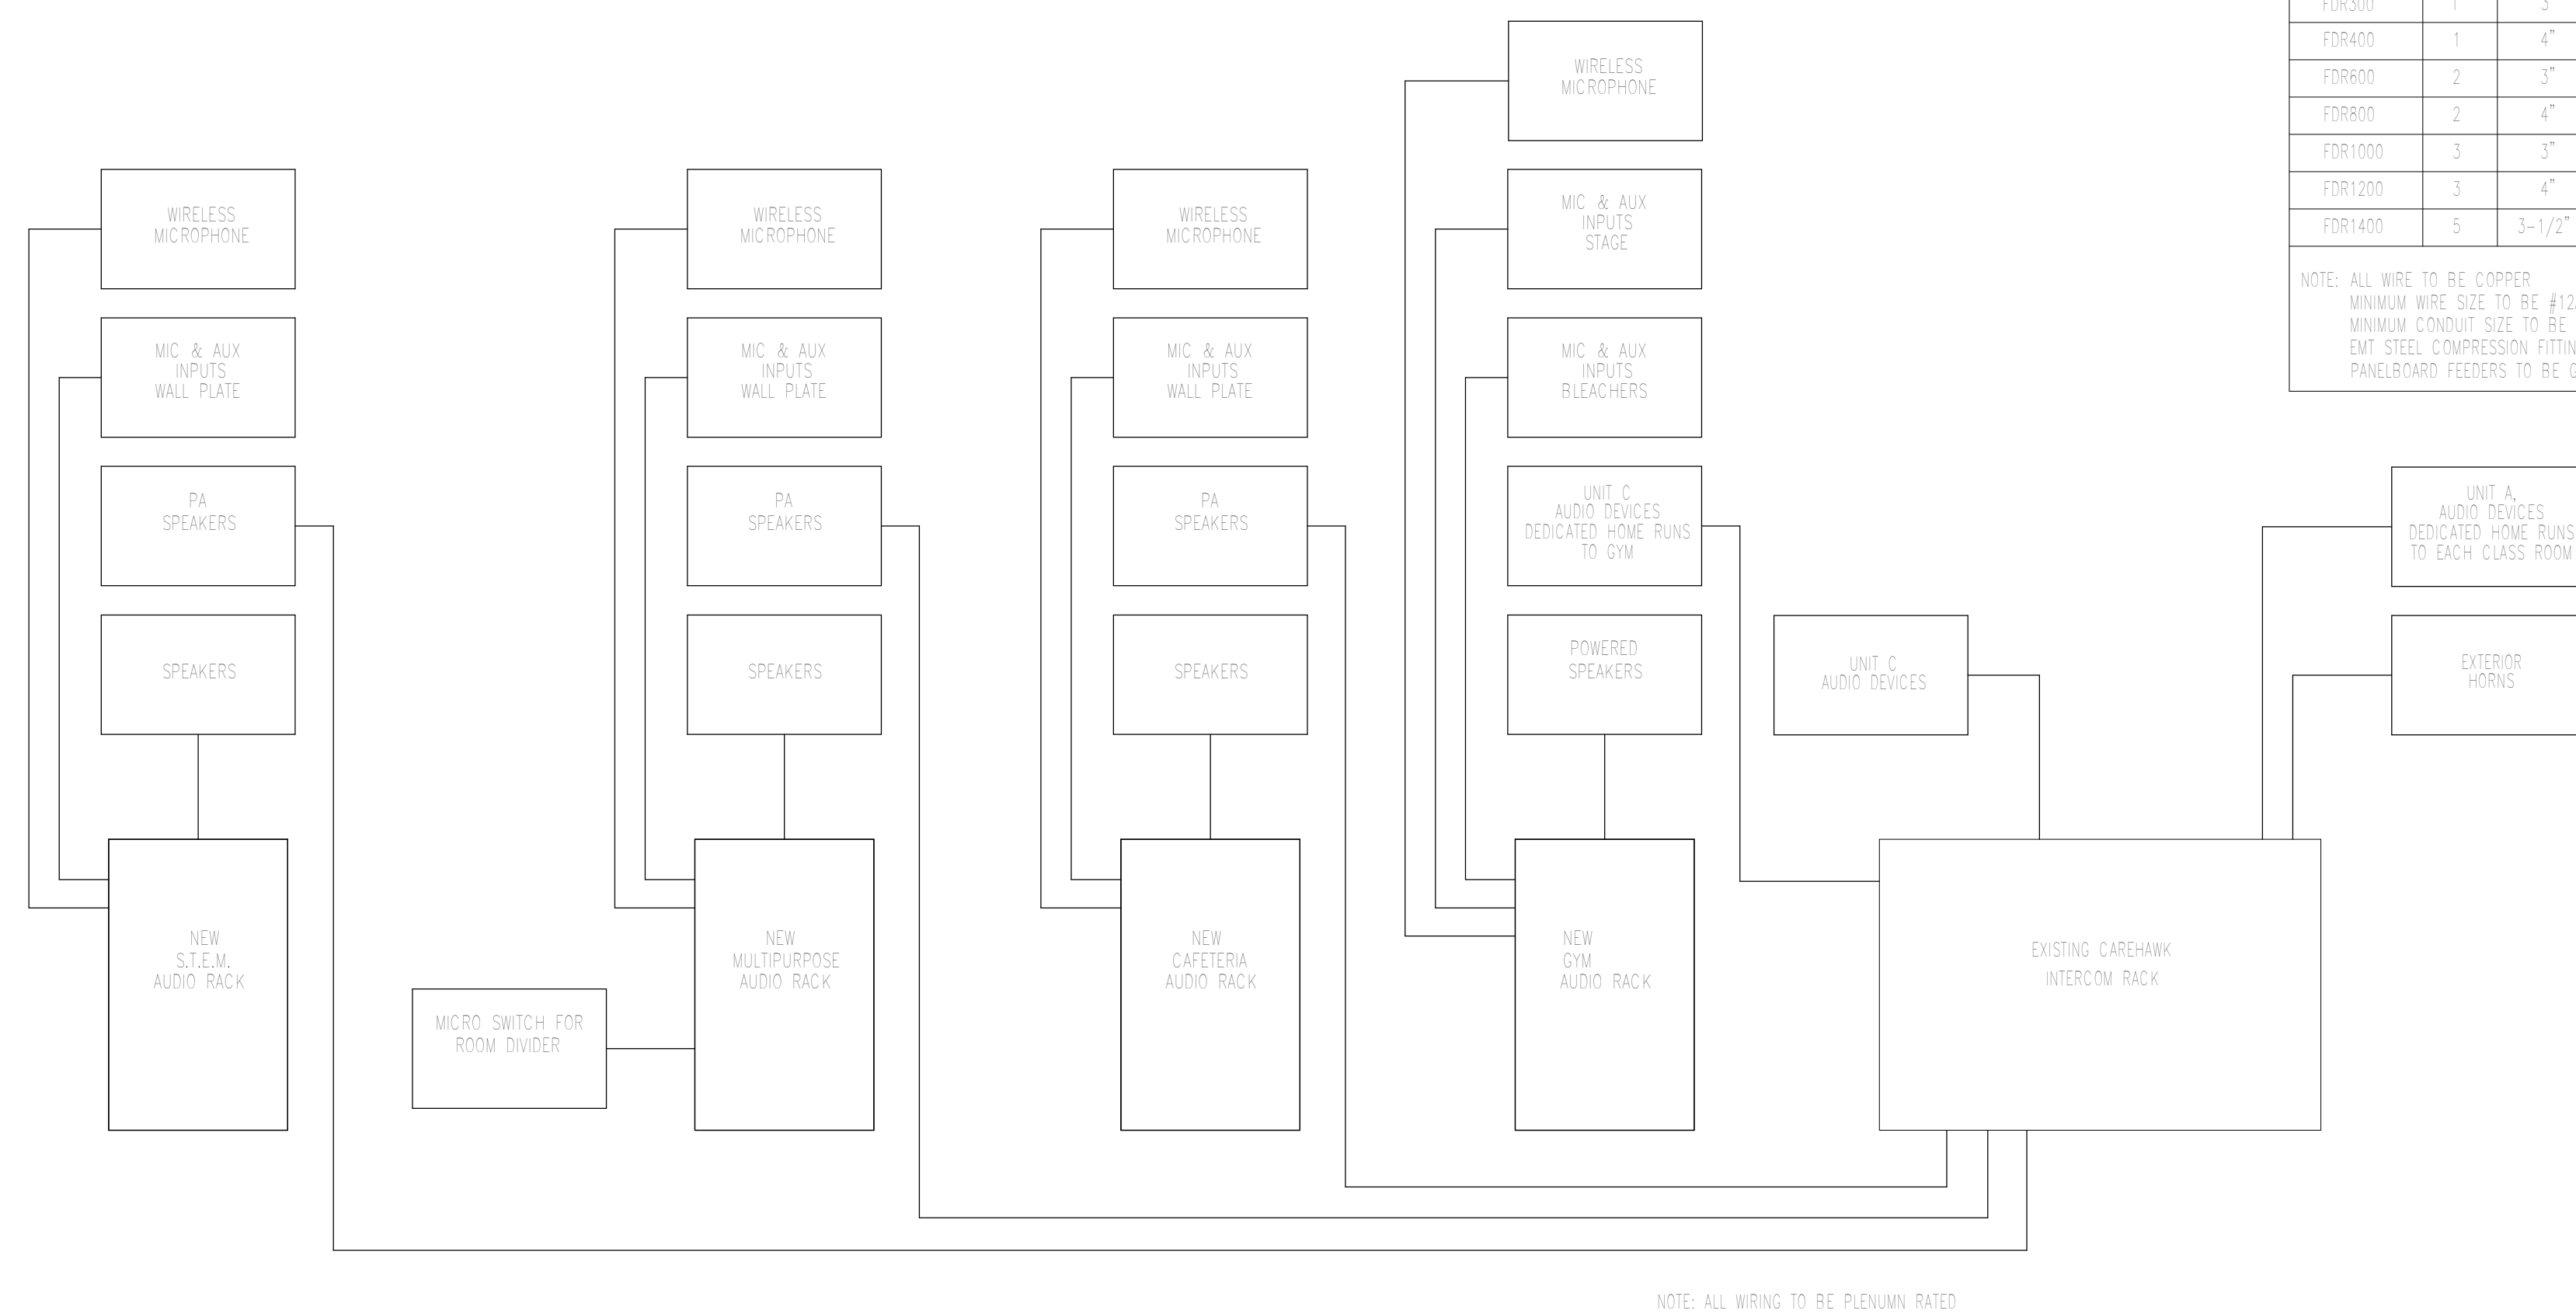 WIRELESS
MICROPHONE
MIC & AUX
INPUTS
WALL PLATE
PA
SPEAKERS
SPEAKERS
NEW
S.T.E.M.
AUDIO RACK
MICRO SWITCH FOR
ROOM DIVIDER
WIRELESS
MICROPHONE
MIC & AUX
INPUTS
WALL PLATE
PA
SPEAKERS
SPEAKERS
NEW
MULTIPURPOSE
AUDIO RACK
WIRELESS
MICROPHONE
MIC & AUX
INPUTS
WALL PLATE
PA
SPEAKERS
SPEAKERS
NEW
CAFETERIA
AUDIO RACK
WIRELESS
MICROPHONE
MIC & AUX
INPUTS
STAGE
MIC & AUX
INPUTS
BLEACHERS
UNIT C
AUDIO DEVICES
DEDICATED HOME RUNS
TO GYM
POWERED
SPEAKERS
NEW
GYM
AUDIO RACK
UNIT C
AUDIO DEVICES
EXISTING CAREHAWK
INTERCOM RACK
FDR300 1 3"
FDR400 1 4"
FDR600 2 3"
FDR800 2 4"
FDR1000 3 3"
FDR1200 3 4"
FDR1400 5 3-1/2"
NOTE: ALL WIRE TO BE COPPER
MINIMUM WIRE SIZE TO BE #12
MINIMUM CONDUIT SIZE TO BE
EMT STEEL COMPRESSION FITTIN
PANELBOARD FEEDERS TO BE
UNIT A,
AUDIO DEVICES
DEDICATED HOME RUNS
TO EACH CLASS ROOM
EXTERIOR
HORNS
NOTE: ALL WIRING TO BE PLENUMN RATED